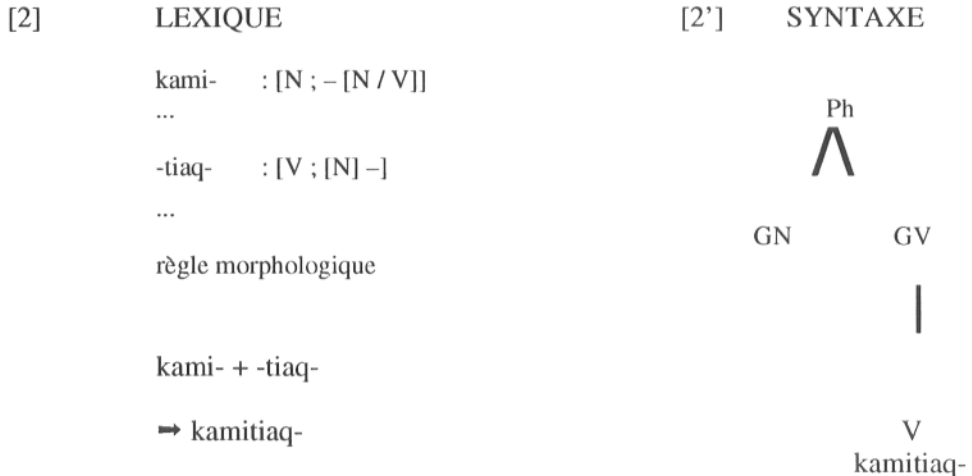 [2] LEXIQUE
kami- : [N ; – [N / V]]
...
-tiaq- : [V ; [N] –]
...
règle morphologique
kami- + -tiaq-
➡ kamitiaq-
[2'] SYNTAXE
Ph
GN GV
V
kamitiaq-